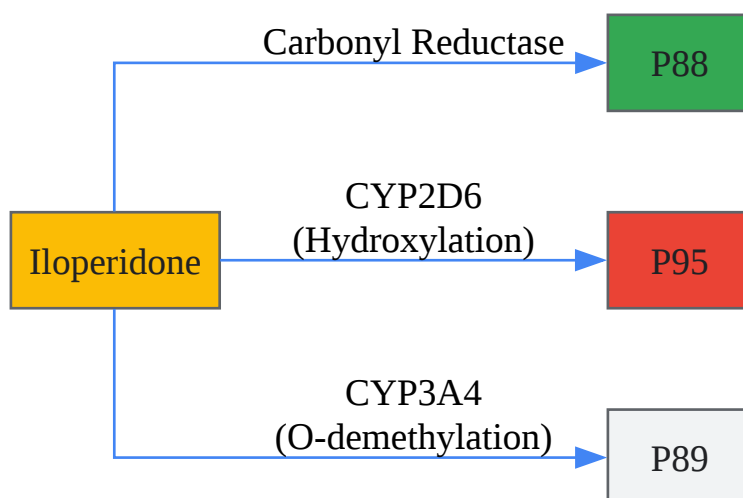 Carbonyl Reductase
P88
CYP2D6
(Hydroxylation)
Iloperidone
P95
CYP3A4
(O-demethylation)
P89